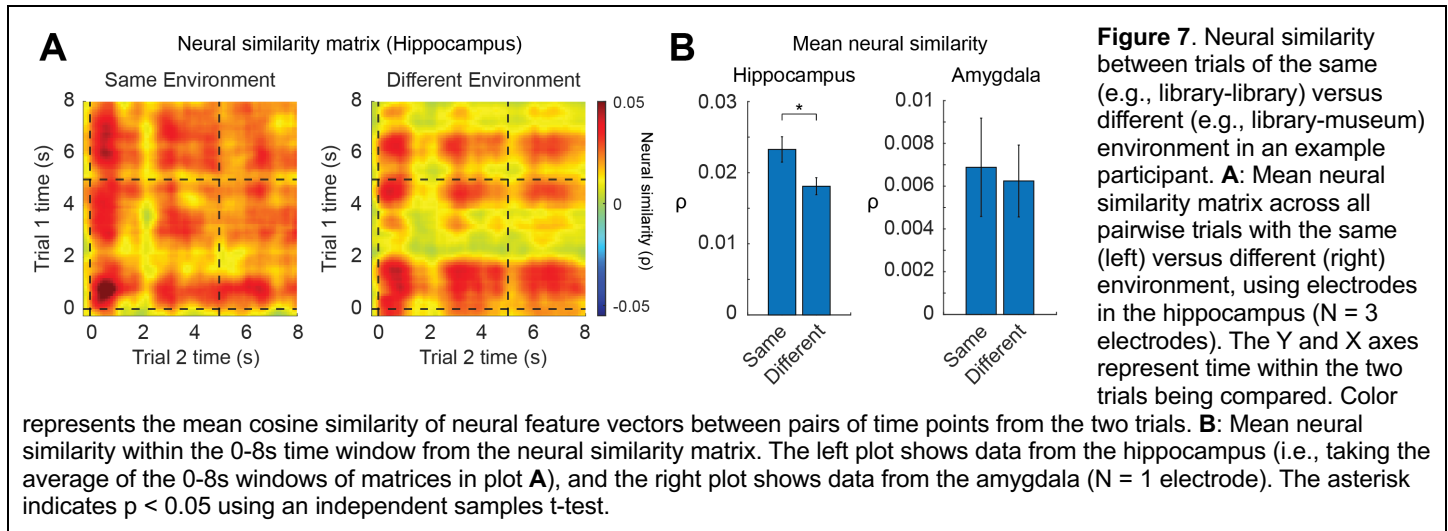 A
Neural similarity matrix (Hippocampus)
Same Environment
Different Environment
8
6
4
2
0
Trial 1 time (s)
0 2 4 6 8
Trial 2 time (s)
8
6
4
2
0
Trial 1 time (s)
0 2 4 6 8
Trial 2 time (s)
0.05
0
-0.05
Neural similarity (ρ)
B
Mean neural similarity
Hippocampus
0.03
0.02
0.01
0
ρ
*
Same
Different
Amygdala
0.01
0.008
0.006
0.004
0.002
0
ρ
Same
Different
Figure 7. Neural similarity
between trials of the same
(e.g., library-library) versus
different (e.g., library-museum)
environment in an example
participant. A: Mean neural
similarity matrix across all
pairwise trials with the same
(left) versus different (right)
environment, using electrodes
in the hippocampus (N = 3
electrodes). The Y and X axes
represent time within the two
trials being compared. Color
represents the mean cosine similarity of neural feature vectors between pairs of time points from the two trials. B: Mean neural
similarity within the 0-8s time window from the neural similarity matrix. The left plot shows data from the hippocampus (i.e., taking the
average of the 0-8s windows of matrices in plot A), and the right plot shows data from the amygdala (N = 1 electrode). The asterisk
indicates p < 0.05 using an independent samples t-test.